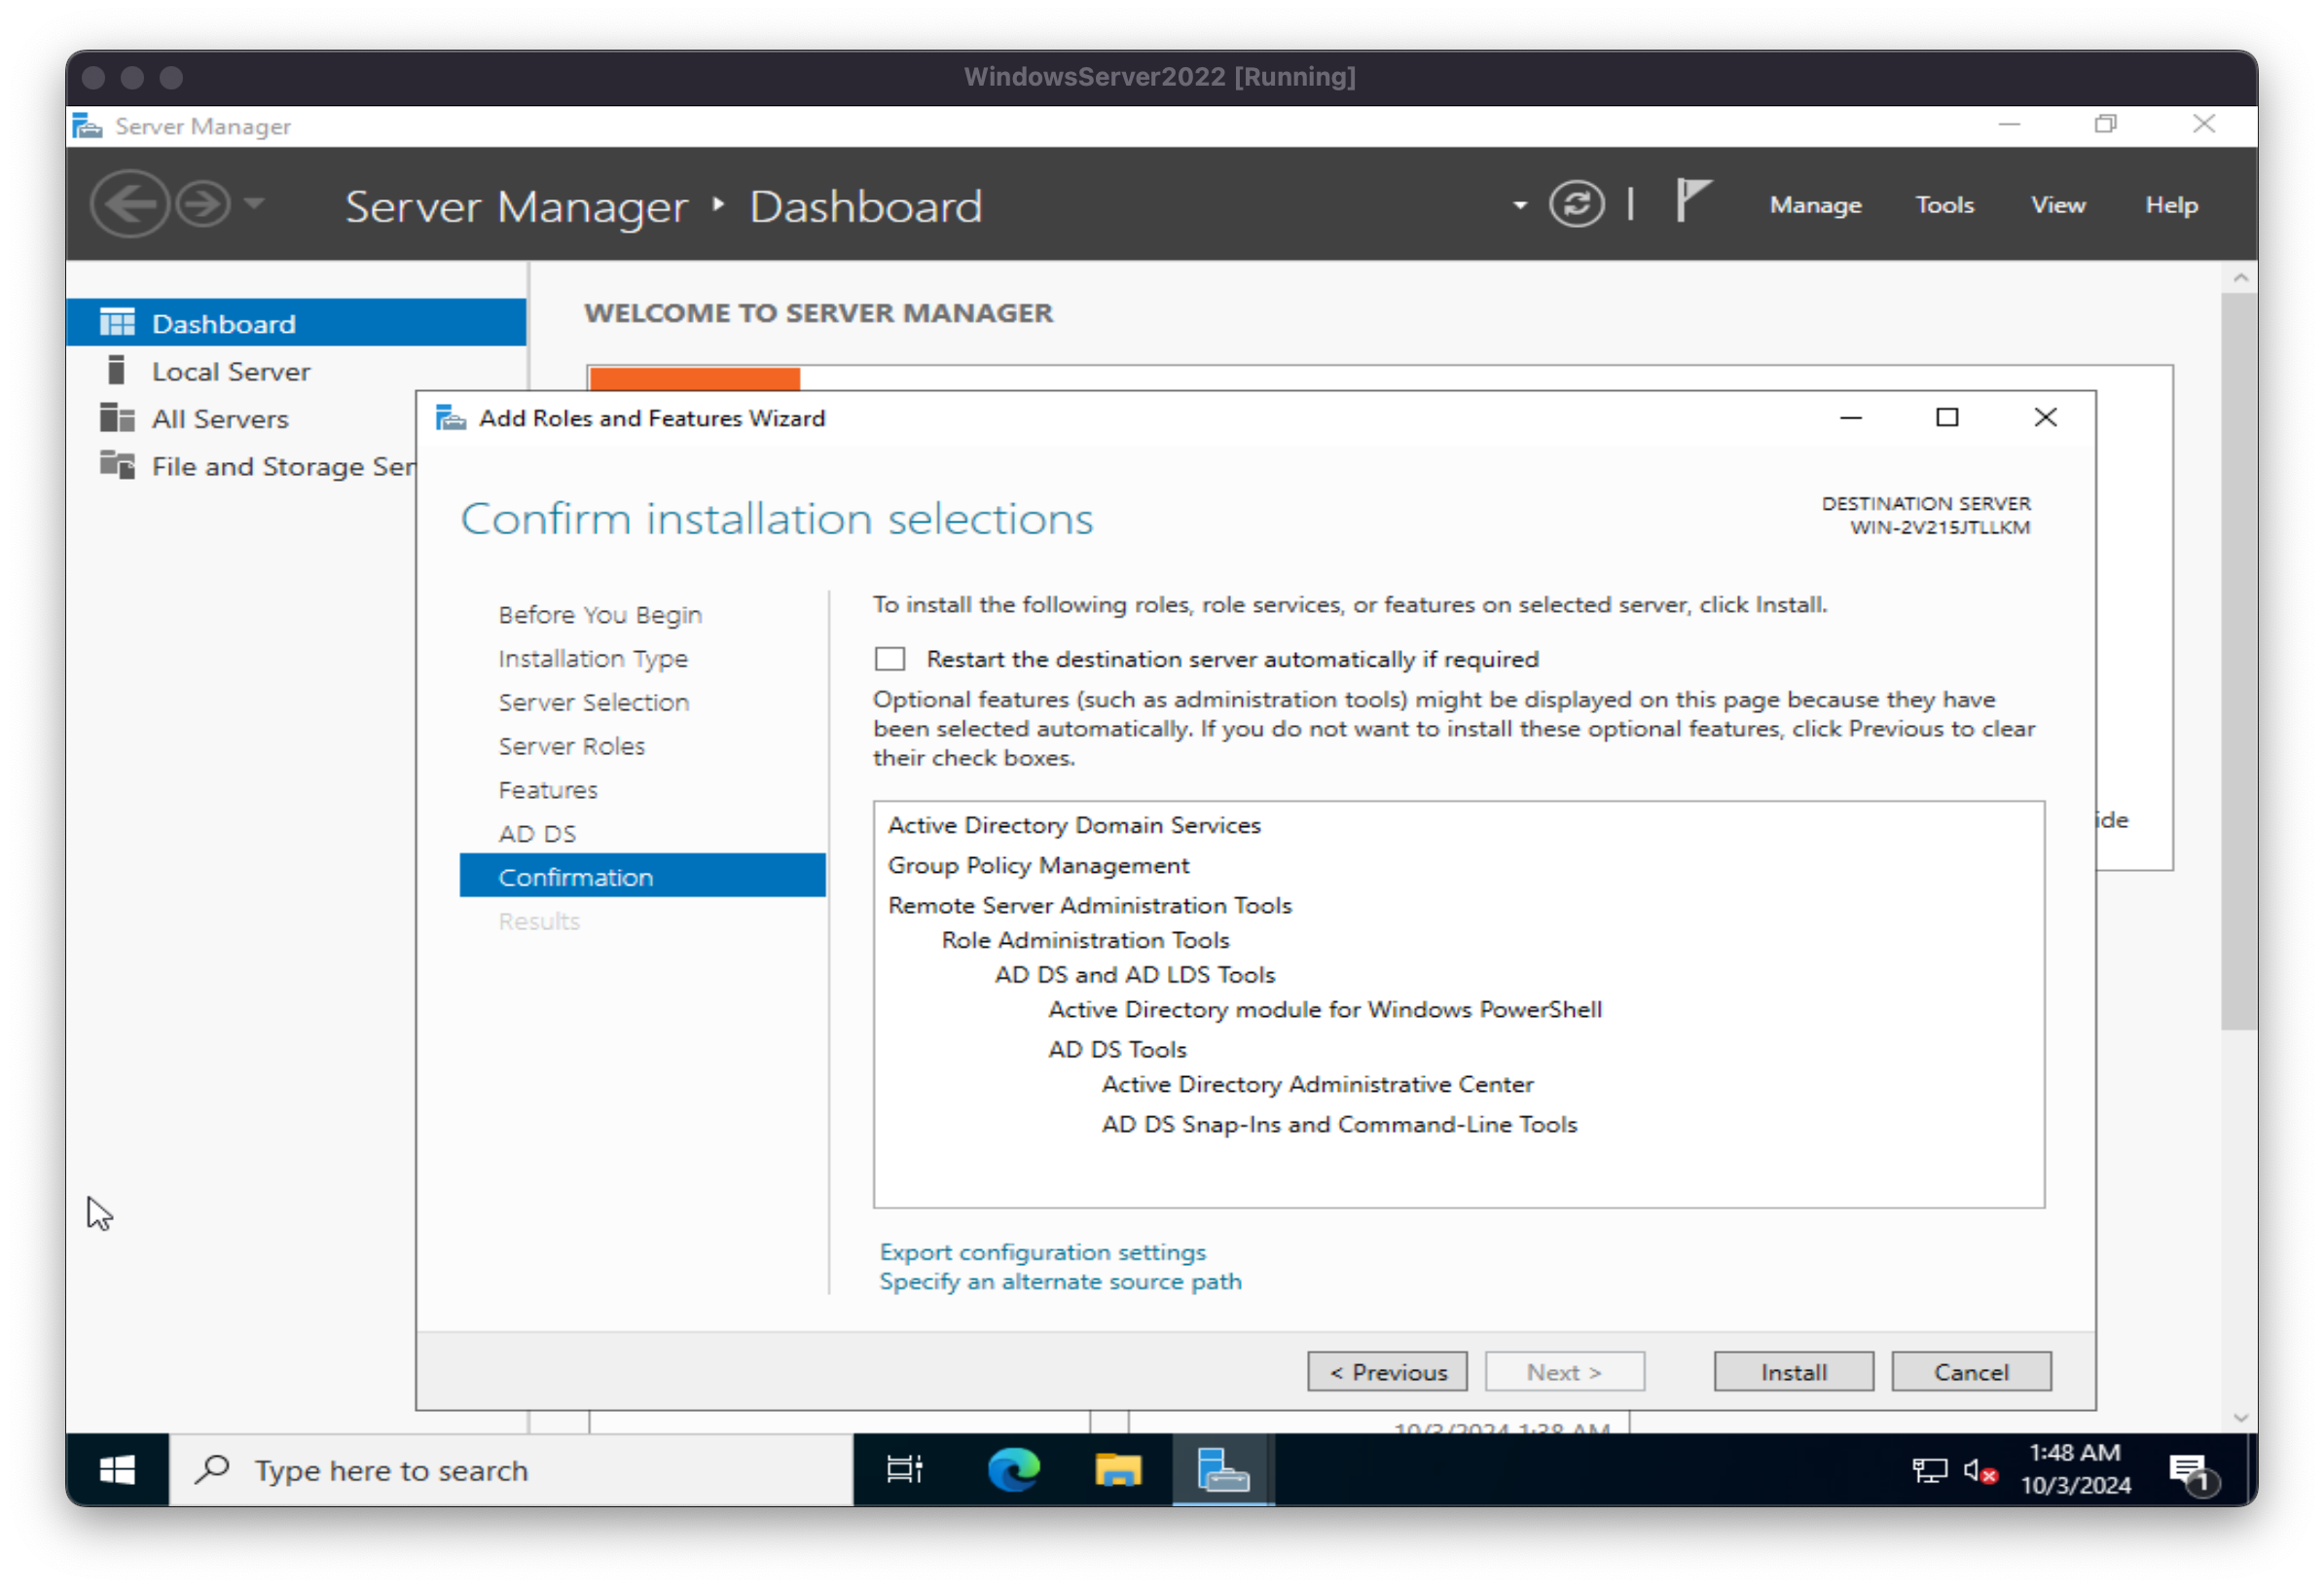 WindowsServer2022 [Running]
Server Manager
Server Manager ‣ Dashboard
Manage
Tools
View
Help
Dashboard
Local Server
All Servers
File and Storage Ser
WELCOME TO SERVER MANAGER
Add Roles and Features Wizard
Confirm installation selections
DESTINATION SERVER
WIN-2V215JTLLKM
Before You Begin
Installation Type
Server Selection
Server Roles
Features
AD DS
Confirmation
Results
To install the following roles, role services, or features on selected server, click Install.
Restart the destination server automatically if required
Optional features (such as administration tools) might be displayed on this page because they have
been selected automatically. If you do not want to install these optional features, click Previous to clear
their check boxes.
Active Directory Domain Services
Group Policy Management
Remote Server Administration Tools
Role Administration Tools
AD DS and AD LDS Tools
Active Directory module for Windows PowerShell
AD DS Tools
Active Directory Administrative Center
AD DS Snap-Ins and Command-Line Tools
ide
Export configuration settings
Specify an alternate source path
< Previous
Next >
Install
Cancel
10/3/2024 1:38 AM
Type here to search
1:48 AM
10/3/2024
1